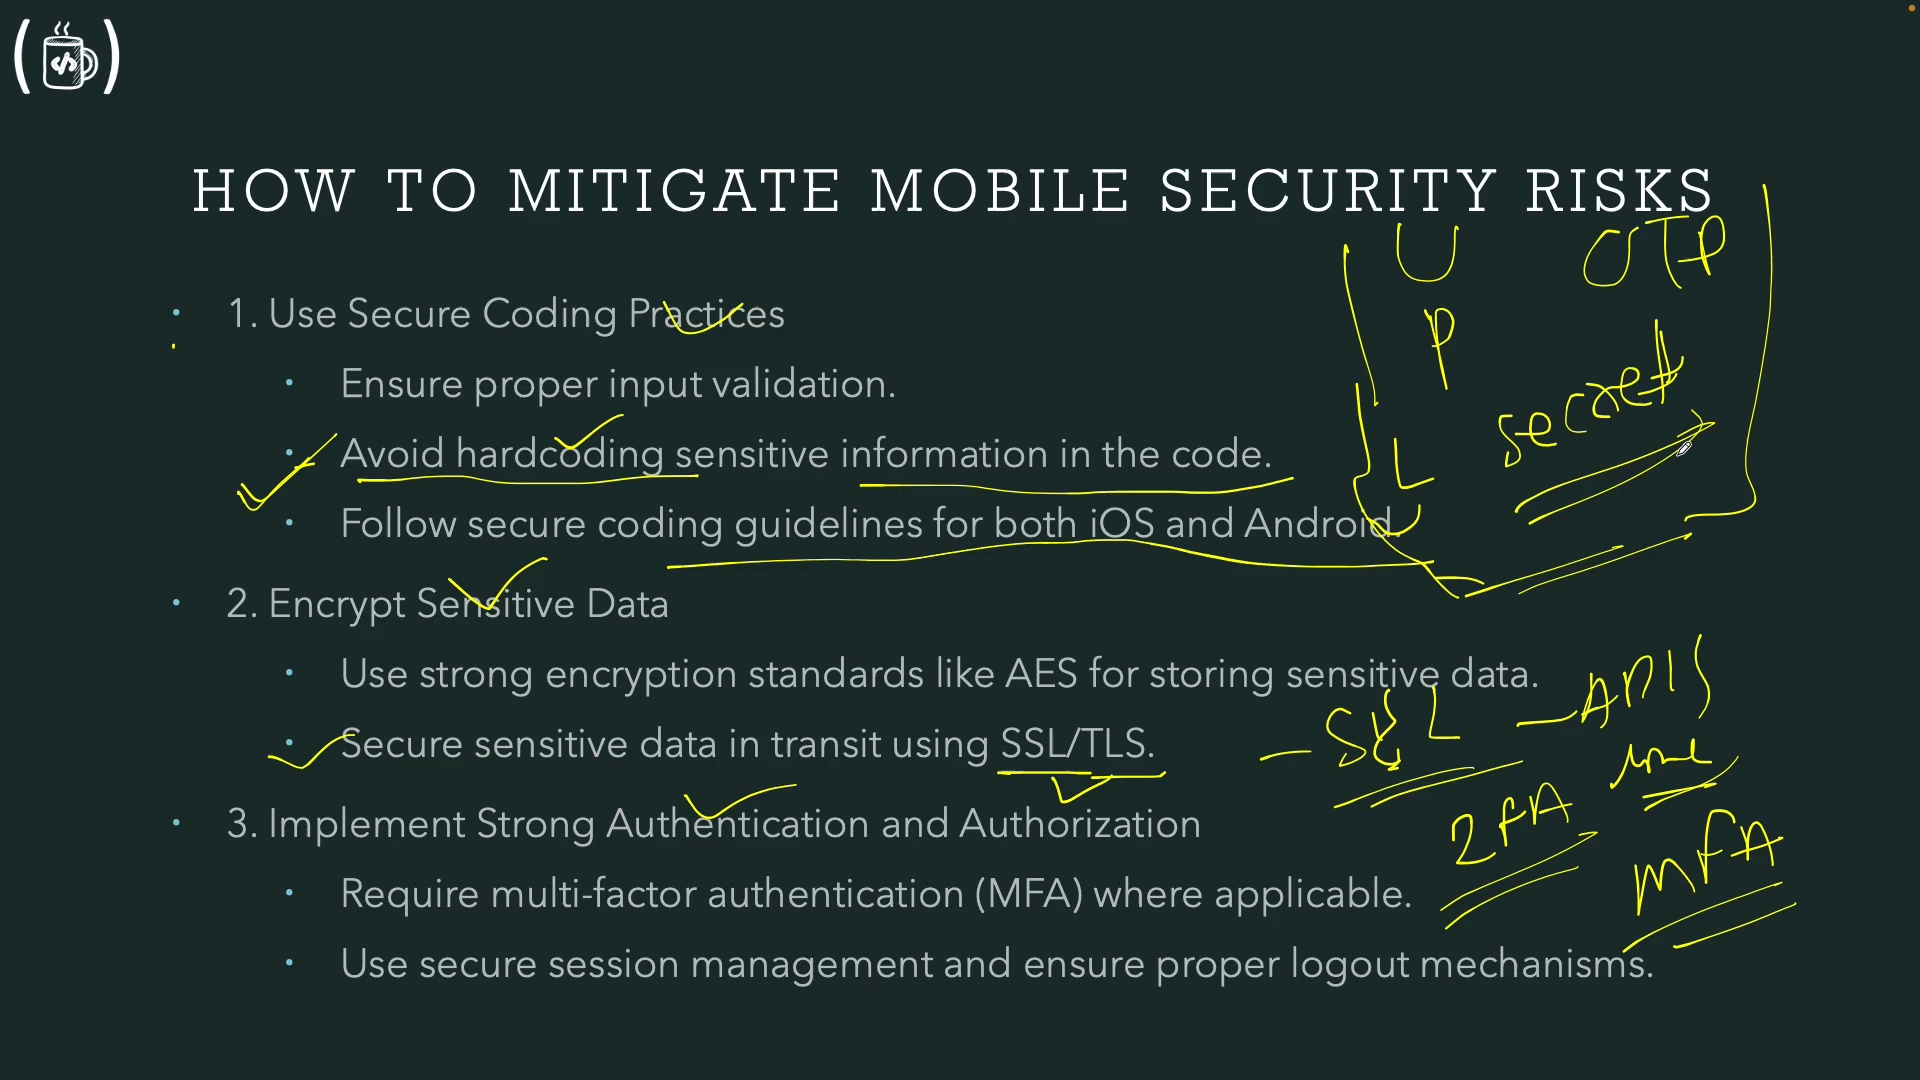 HOW TO MITIGATE MOBILE SECURITY RISKS
U OTP
• 1. Use Secure Coding Practices
P
• Ensure proper input validation.
secret
• Avoid hardcoding sensitive information in the code.
L
• Follow secure coding guidelines for both iOS and Android.
• 2. Encrypt Sensitive Data
• Use strong encryption standards like AES for storing sensitive data.
– SSL – APIS
• Secure sensitive data in transit using SSL/TLS.
• 3. Implement Strong Authentication and Authorization
2FA
MFA
• Require multi-factor authentication (MFA) where applicable.
• Use secure session management and ensure proper logout mechanisms.